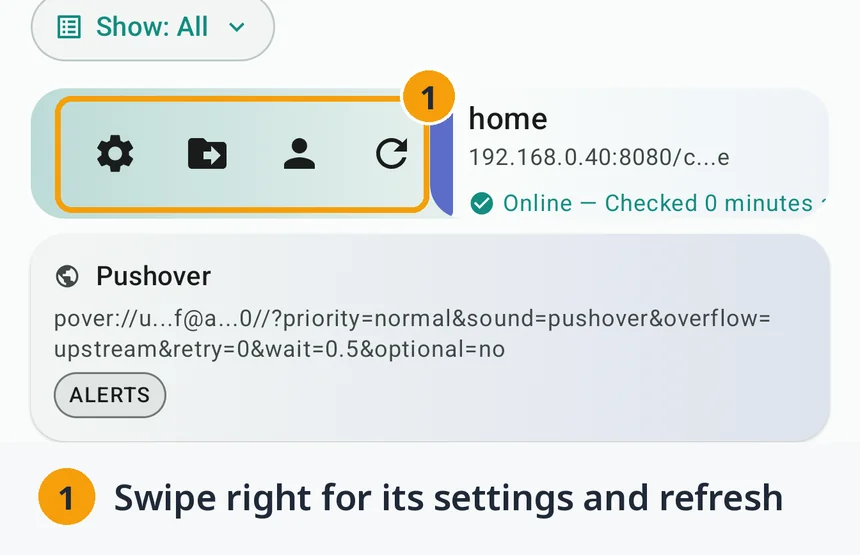 Show: All
1
home
192.168.0.40:8080/c...e
Online — Checked 0 minutes
Pushover
pover://u...f@a...0//?priority=normal&sound=pushover&overflow=
upstream&retry=0&wait=0.5&optional=no
ALERTS
1 Swipe right for its settings and refresh